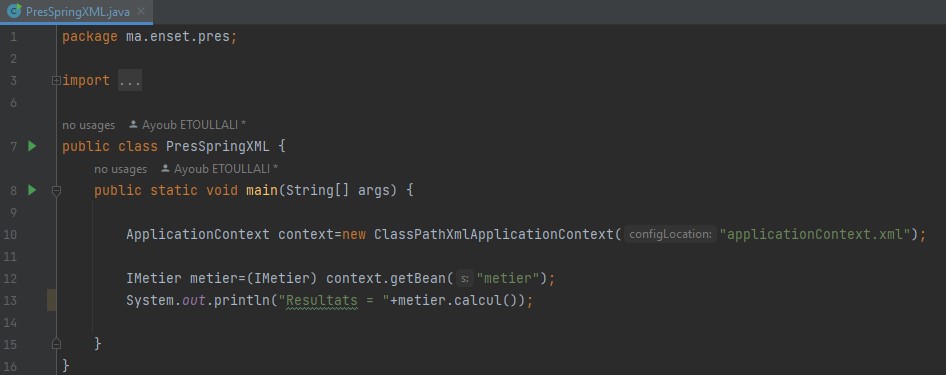 PresSpringXML.java
1 package ma.enset.pres;
2
3 import ...
6
no usages Ayoub ETOULLALI *
7 public class PresSpringXML {
no usages Ayoub ETOULLALI *
8 public static void main(String[] args) {
9
10 ApplicationContext context=new ClassPathXmlApplicationContext( configLocation: "applicationContext.xml");
11
12 IMetier metier=(IMetier) context.getBean( s: "metier");
13 System.out.println("Resultats = "+metier.calcul());
14
15 }
16 }